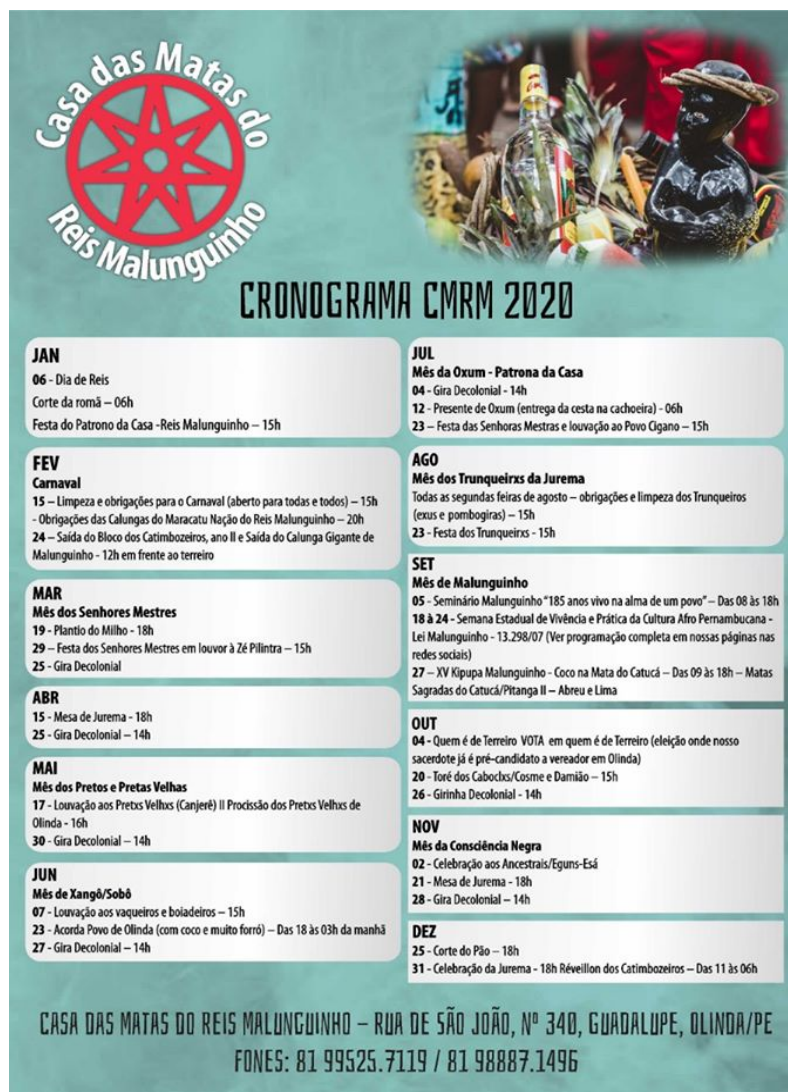 Casa das Matas do
Reis Malunguinho
CRONOGRAMA CMRM 2020
JAN
06 - Dia de Reis
Corte da romã – 06h
Festa do Patrono da Casa -Reis Malunguinho – 15h
FEV
Carnaval
15 – Limpeza e obrigações para o Carnaval (aberto para todas e todos) – 15h
- Obrigações das Calungas do Maracatu Nação do Reis Malunguinho – 20h
24 – Saída do Bloco dos Catimbozeiros, ano II e Saída do Calunga Gigante de
Malunguinho - 12h em frente ao terreiro
MAR
Mês dos Senhores Mestres
19 - Plantio do Milho - 18h
29 – Festa dos Senhores Mestres em louvor à Zé Pilintra – 15h
25 - Gira Decolonial
ABR
15 - Mesa de Jurema - 18h
25 - Gira Decolonial – 14h
MAI
Mês dos Pretos e Pretas Velhas
17 - Louvação aos Pretxs Velhxs (Canjerê) II Procissão dos Pretxs Velhxs de
Olinda - 16h
30 - Gira Decolonial – 14h
JUN
Mês de Xangô/Sobô
07 - Louvação aos vaqueiros e boiadeiros – 15h
23 - Acorda Povo de Olinda (com coco e muito forró) – Das 18 às 03h da manhã
27 - Gira Decolonial – 14h
JUL
Mês da Oxum - Patrona da Casa
04 - Gira Decolonial - 14h
12 - Presente de Oxum (entrega da cesta na cachoeira) - 06h
23 – Festa das Senhoras Mestras e louvação ao Povo Cigano – 15h
AGO
Mês dos Trunqueirxs da Jurema
Todas as segundas feiras de agosto – obrigações e limpeza dos Trunqueiros
(exus e pombogiras) – 15h
23 - Festa dos Trunqueirxs - 15h
SET
Mês de Malunguinho
05 - Seminário Malunguinho “185 anos vivo na alma de um povo” – Das 08 às 18h
18 à 24 - Semana Estadual de Vivência e Prática da Cultura Afro Pernambucana -
Lei Malunguinho - 13.298/07 (Ver programação completa em nossas páginas nas
redes sociais)
27 – XV Kipupa Malunguinho - Coco na Mata do Catucá – Das 09 às 18h – Matas
Sagradas do Catucá/Pitanga II – Abreu e Lima
OUT
04 - Quem é de Terreiro VOTA em quem é de Terreiro (eleição onde nosso
sacerdote já é pré-candidato a vereador em Olinda)
20 - Toré dos Caboclxs/Cosme e Damião – 15h
26 - Girinha Decolonial - 14h
NOV
Mês da Consciência Negra
02 - Celebração aos Ancestrais/Eguns-Esá
21 - Mesa de Jurema - 18h
28 - Gira Decolonial – 14h
DEZ
25 - Corte do Pão – 18h
31 - Celebração da Jurema - 18h Réveillon dos Catimbozeiros – Das 11 às 06h
CASA DAS MATAS DO REIS MALUNGUINHO – RUA DE SÃO JOÃO, Nº 340, GUADALUPE, OLINDA/PE
FONES: 81 99525.7119 / 81 98887.1496